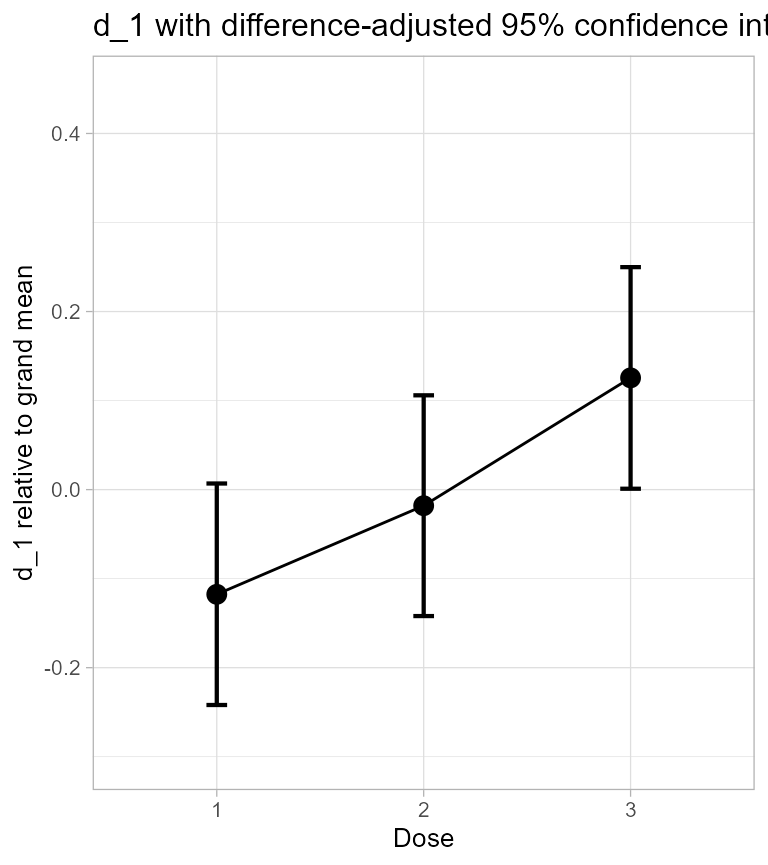 d_1 with difference-adjusted 95% confidence int
0.4
0.2
0.0
-0.2
d_1 relative to grand mean
1 2 3
Dose